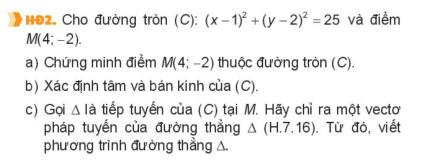 HĐ2. Cho đường tròn (C): (x – 1)² + (y – 2)² = 25 và điểm
M(4; –2).
a) Chứng minh điểm M(4; –2) thuộc đường tròn (C).
b) Xác định tâm và bán kính của (C).
c) Gọi Δ là tiếp tuyến của (C) tại M. Hãy chỉ ra một vectơ
pháp tuyến của đường thẳng Δ (H.7.16). Từ đó, viết
phương trình đường thẳng Δ.